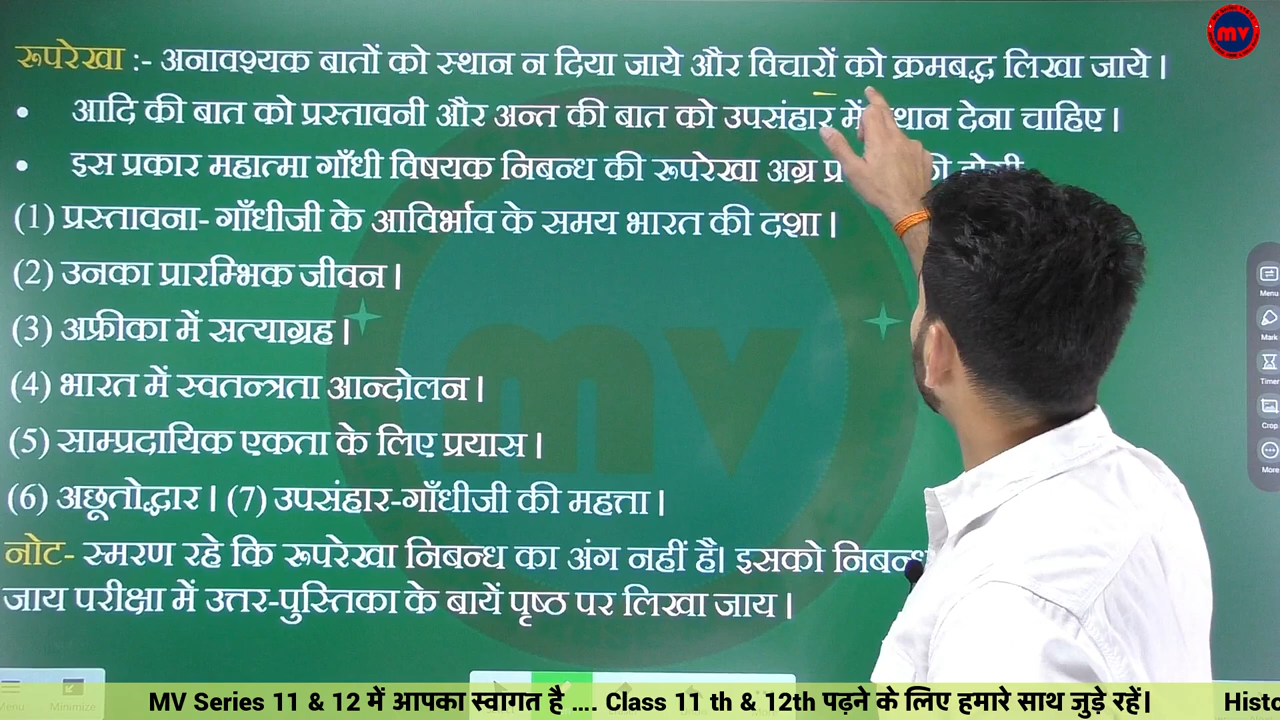 mv
रूपरेखा :- अनावश्यक बातों को स्थान न दिया जाये और विचारों को क्रमबद्ध लिखा जाये।
• आदि की बात को प्रस्तावनी और अन्त की बात को उपसंहार में स्थान देना चाहिए।
• इस प्रकार महात्मा गाँधी विषयक निबन्ध की रूपरेखा अग्र
(1) प्रस्तावना- गाँधीजी के आविर्भाव के समय भारत की दशा।
(2) उनका प्रारम्भिक जीवन।
(3) अफ्रीका में सत्याग्रह।
(4) भारत में स्वतन्त्रता आन्दोलन।
(5) साम्प्रदायिक एकता के लिए प्रयास।
(6) अछूतोद्धार। (7) उपसंहार-गाँधीजी की महत्ता।
नोट- स्मरण रहे कि रूपरेखा निबन्ध का अंग नहीं है। इसको निबन्ध
जाय परीक्षा में उत्तर-पुस्तिका के बायें पृष्ठ पर लिखा जाय।
mv
Menu
Mark
Timer
Crop
More
Menu
Minimize
MV Series 11 & 12 में आपका स्वागत है .... Class 11 th & 12th पढ़ने के लिए हमारे साथ जुड़े रहें।